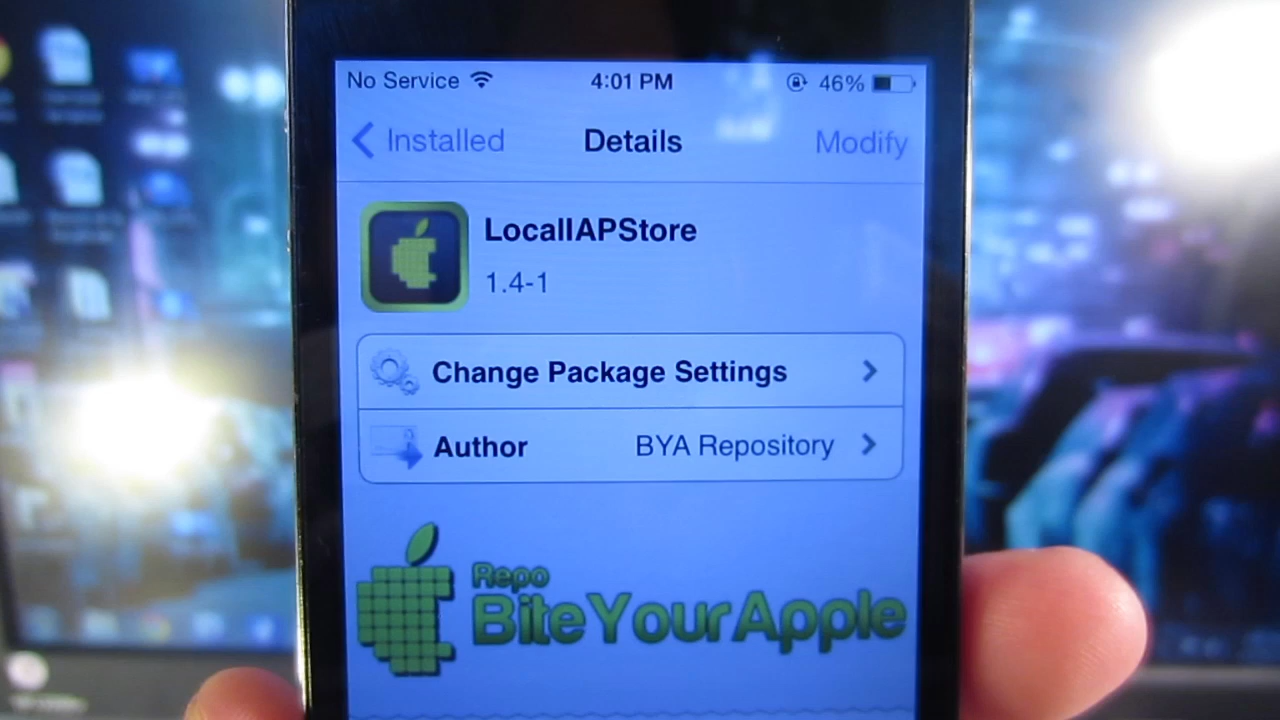 No Service 4:01 PM 46%
Installed Details Modify
LocalIAPStore
1.4-1
Change Package Settings
Author BYA Repository
Repo
BiteYourApple